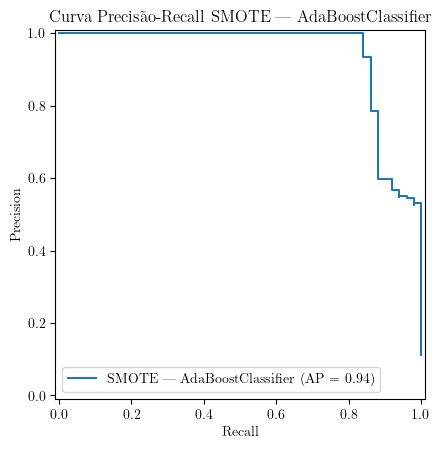 Curva Precisão-Recall SMOTE — AdaBoostClassifier
1.0
0.8
0.6
0.4
0.2
0.0
Precision
SMOTE — AdaBoostClassifier (AP = 0.94)
0.0 0.2 0.4 0.6 0.8 1.0
Recall